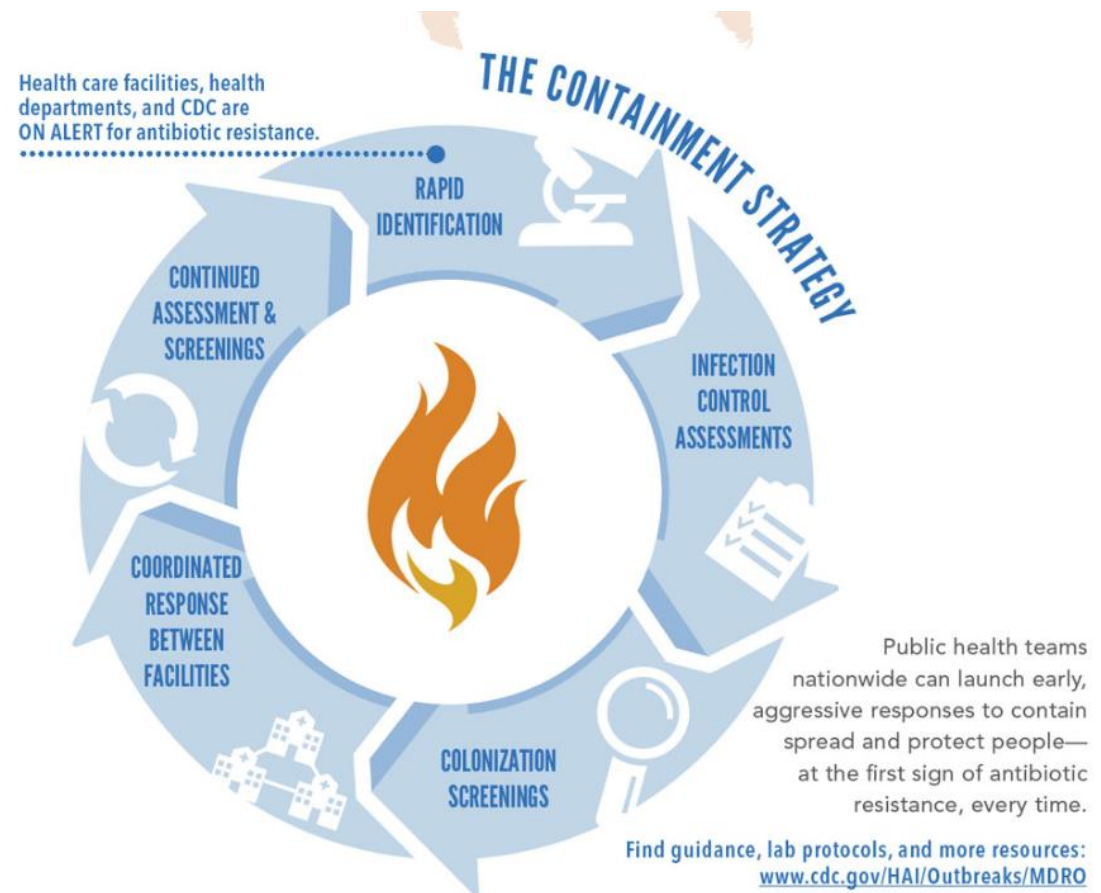 THE CONTAINMENT STRATEGY
Health care facilities, health
departments, and CDC are
ON ALERT for antibiotic resistance.
RAPID
IDENTIFICATION
INFECTION
CONTROL
ASSESSMENTS
COLONIZATION
SCREENINGS
COORDINATED
RESPONSE
BETWEEN
FACILITIES
CONTINUED
ASSESSMENT &
SCREENINGS
Public health teams
nationwide can launch early,
aggressive responses to contain
spread and protect people—
at the first sign of antibiotic
resistance, every time.
Find guidance, lab protocols, and more resources:
www.cdc.gov/HAI/Outbreaks/MDRO